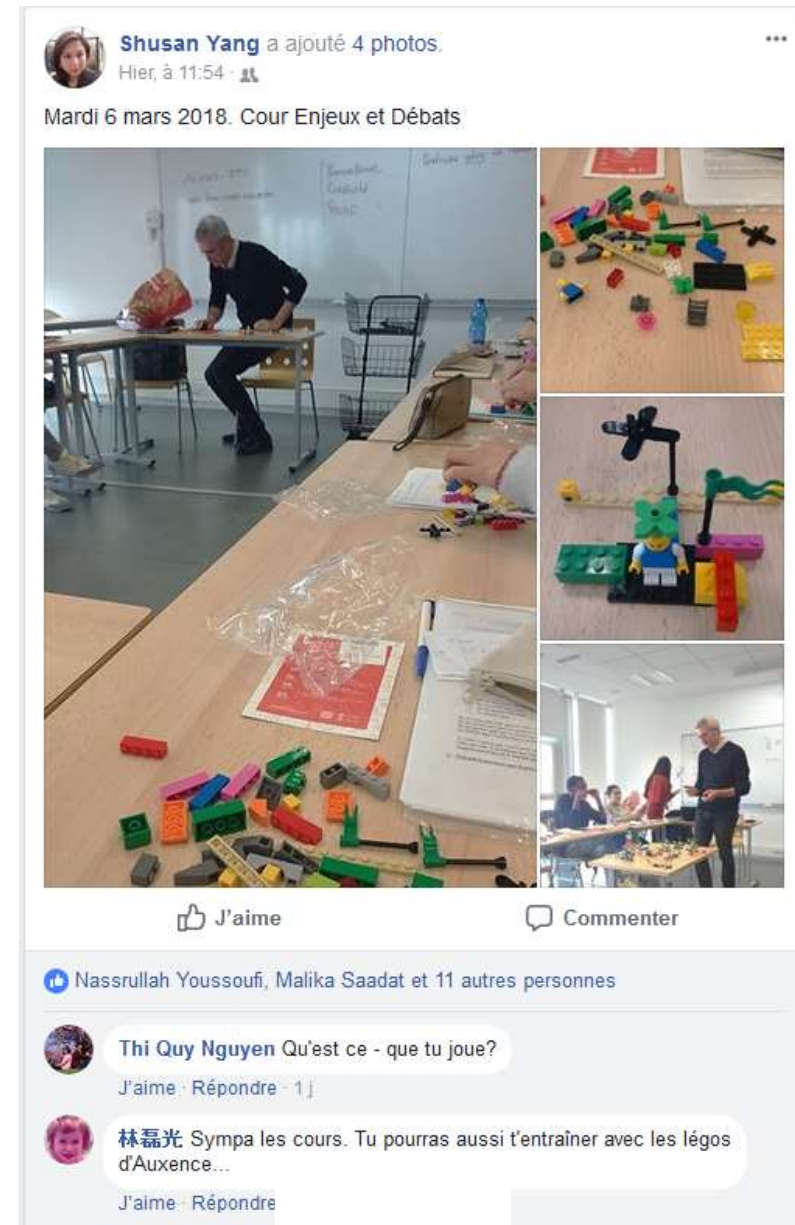 Shusan Yang a ajouté 4 photos.
Hier, à 11:54 ·
Mardi 6 mars 2018. Cour Enjeux et Débats
J'aime
Commenter
Nassrullah Youssoufi, Malika Saadat et 11 autres personnes
Thi Quy Nguyen Qu'est ce - que tu joue?
J'aime · Répondre · 1 j
林磊光 Sympa les cours. Tu pourras aussi t'entraîner avec les légos
d'Auxence...
J'aime · Répondre